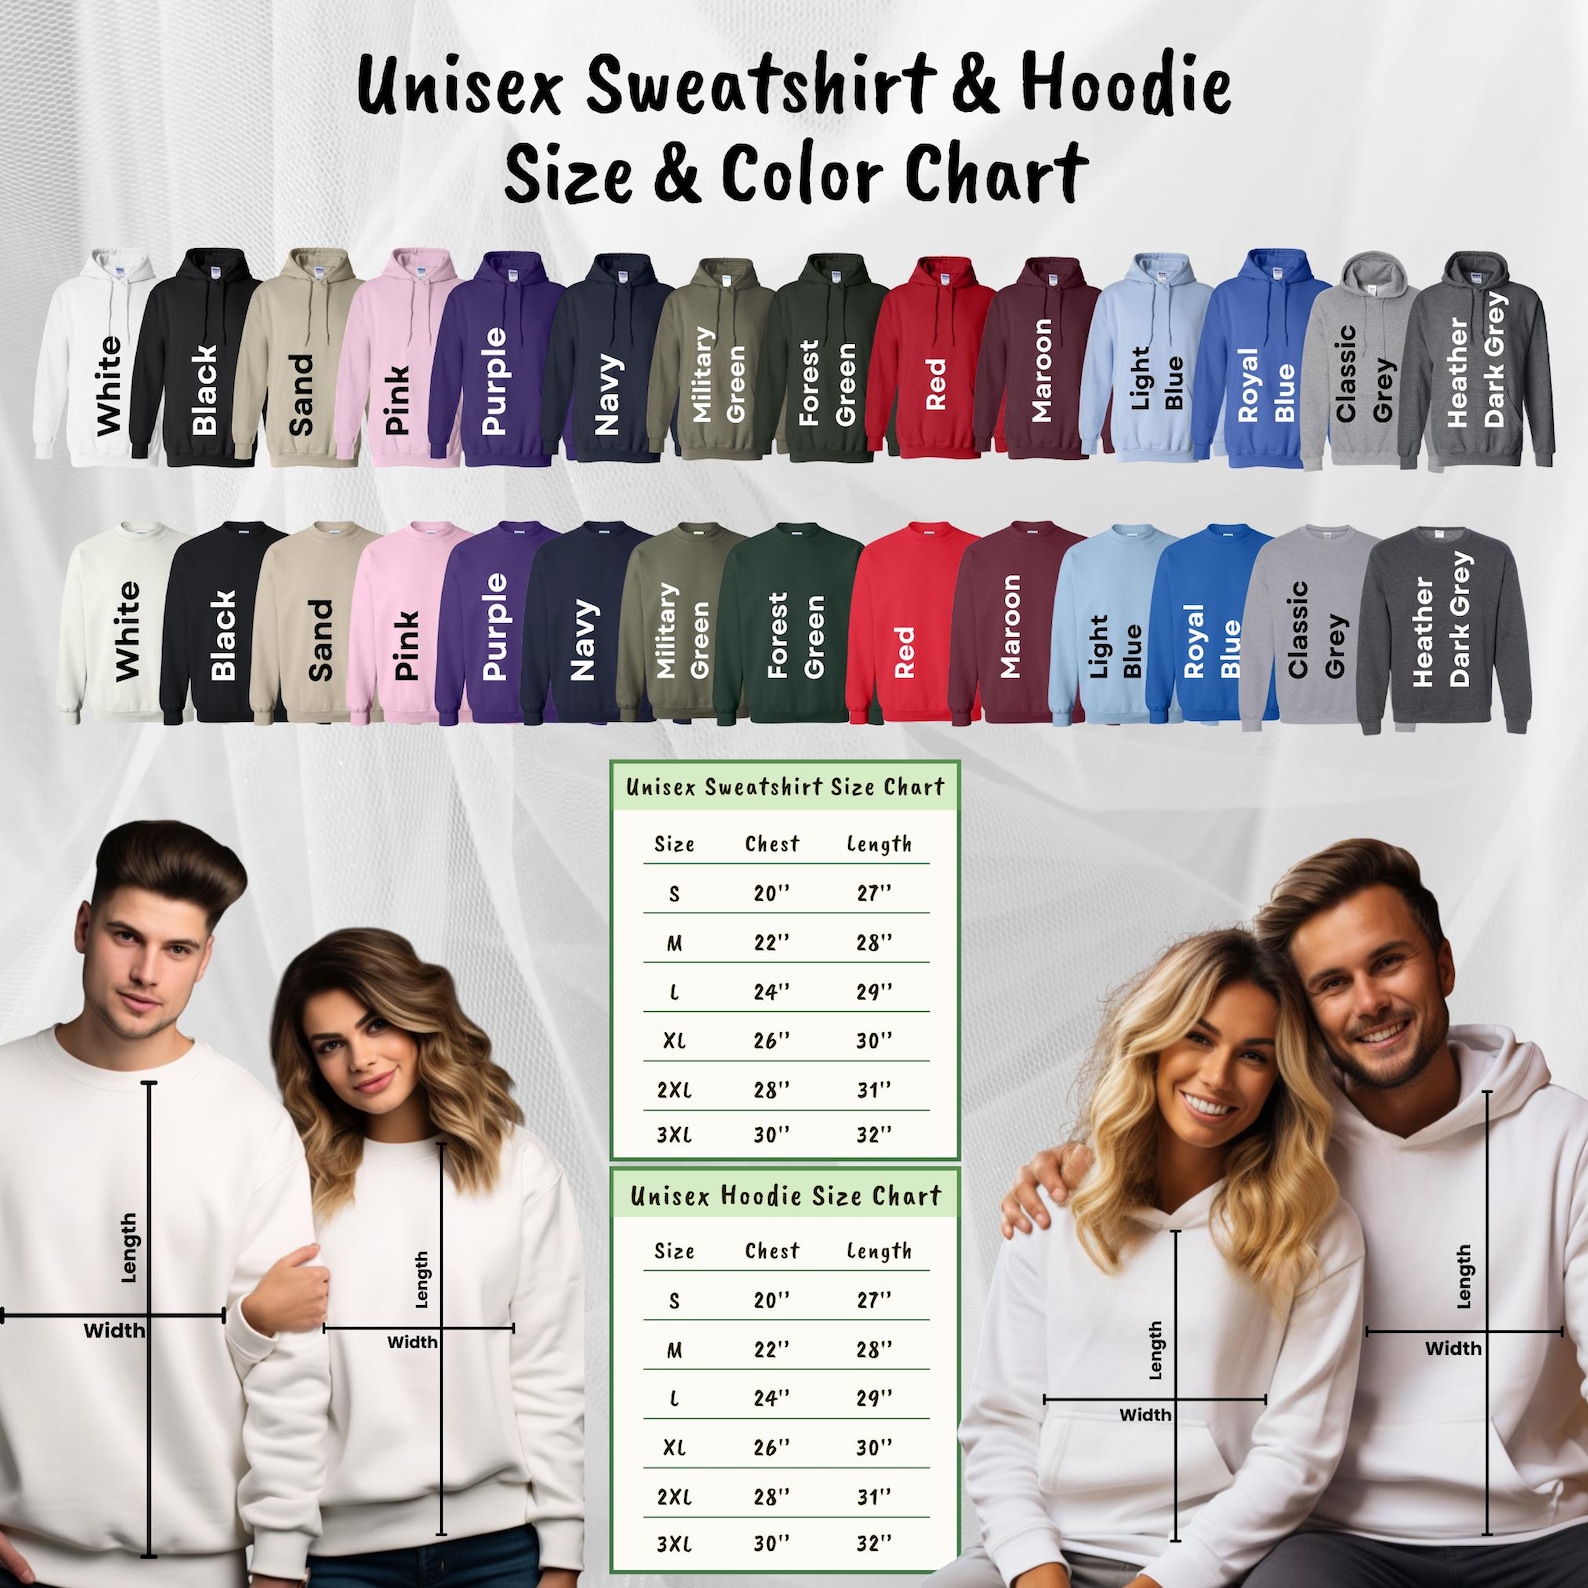 Unisex Sweatshirt & Hoodie
Size & Color Chart
White
Black
Sand
Pink
Purple
Navy
Military
Green
Forest
Green
Red
Maroon
Light
Blue
Royal
Blue
Classic
Grey
Heather
Dark Grey
White
Black
Sand
Pink
Purple
Navy
Military
Green
Forest
Green
Red
Maroon
Light
Blue
Royal
Blue
Classic
Grey
Heather
Dark Grey
Unisex Sweatshirt Size Chart
Size Chest Length
S 20'' 27''
M 22'' 28''
L 24'' 29''
XL 26'' 30''
2XL 28'' 31''
3XL 30'' 32''
Unisex Hoodie Size Chart
Size Chest Length
S 20'' 27''
M 22'' 28''
L 24'' 29''
XL 26'' 30''
2XL 28'' 31''
3XL 30'' 32''
Length
Width
Length
Width
Length
Width
Length
Width